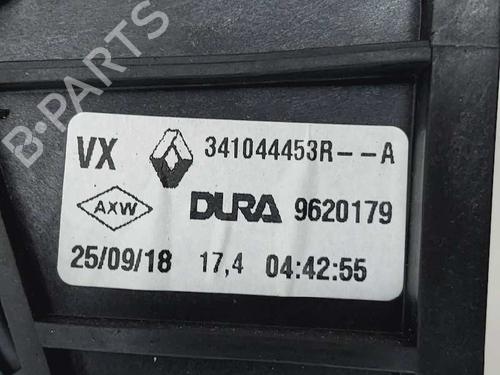 B-PARTS
VX 341044453R--A
AXW DURA 9620179
25/09/18 17,4 04:42:55